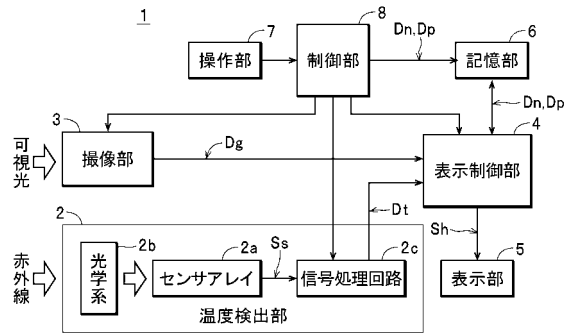 1
7
操作部
8
制御部
Dn,Dp
6
記憶部
Dn,Dp
3
可視光
撮像部
Dg
4
表示制御部
Dt
Sh
2
赤外線
2b
光学系
2a
センサアレイ
Ss
2c
信号処理回路
5
表示部
温度検出部